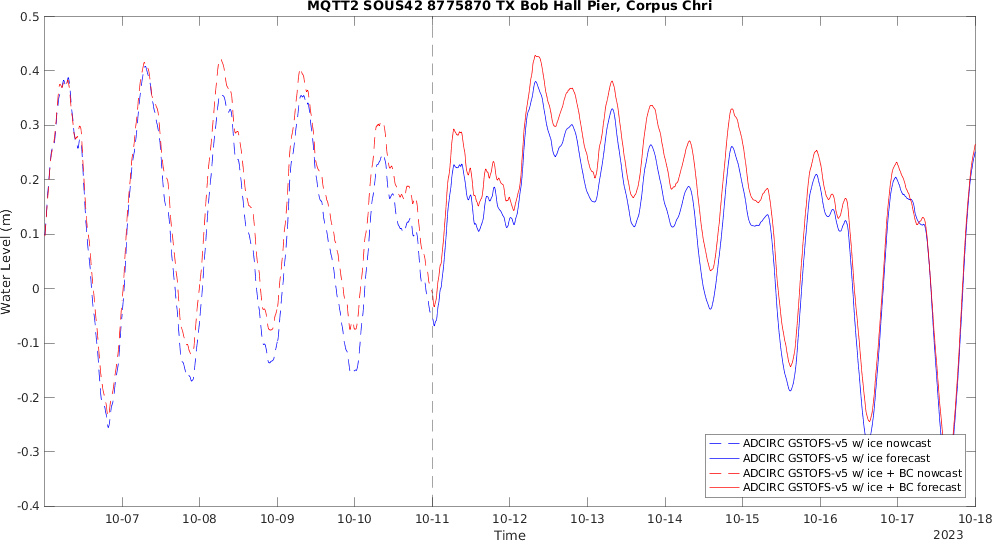 MQTT2 SOUS42 8775870 TX Bob Hall Pier, Corpus Chri
0.5
0.4
0.3
0.2
0.1
0
-0.1
-0.2
-0.3
-0.4
Water Level (m)
ADCIRC GSTOFS-v5 w/ ice nowcast
ADCIRC GSTOFS-v5 w/ ice forecast
ADCIRC GSTOFS-v5 w/ ice + BC nowcast
ADCIRC GSTOFS-v5 w/ ice + BC forecast
10-07 10-08 10-09 10-10 10-11 10-12 10-13 10-14 10-15 10-16 10-17 10-18
Time
2023